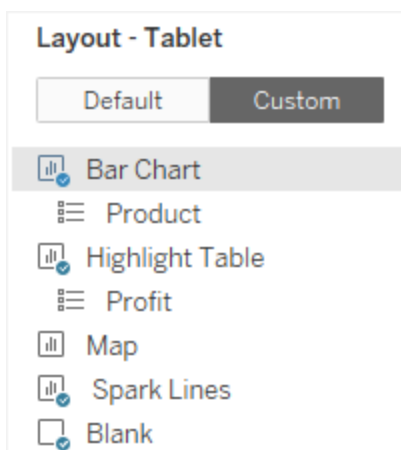 Layout - Tablet
Default Custom
Bar Chart
Product
Highlight Table
Profit
Map
Spark Lines
Blank